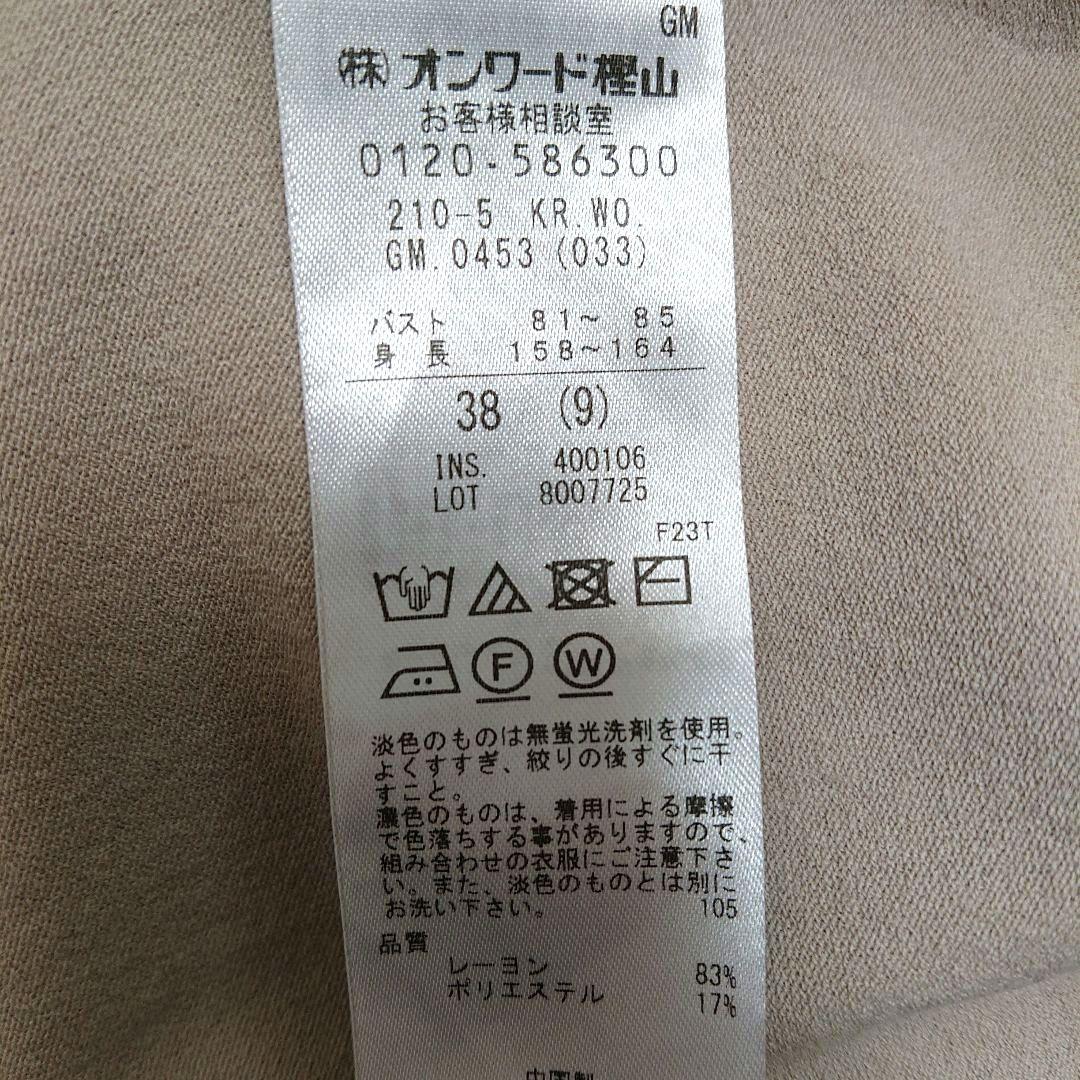 GM
㈱オンワード樫山
お客様相談室
0120-586300
210-5 KR.WO.
GM.0453(033)
バスト 81~ 85
身長 158~164
38 (9)
INS. 400106
LOT 8007725
F23T
F W
淡色のものは無蛍光洗剤を使用。
よくすすぎ、絞りの後すぐに干
すこと。
濃色のものは、着用による摩擦
で色落ちする事がありますので、
組み合わせの衣服にご注意下さ
い。また、淡色のものとは別に
お洗い下さい。 105
品質
レーヨン 83%
ポリエステル 17%